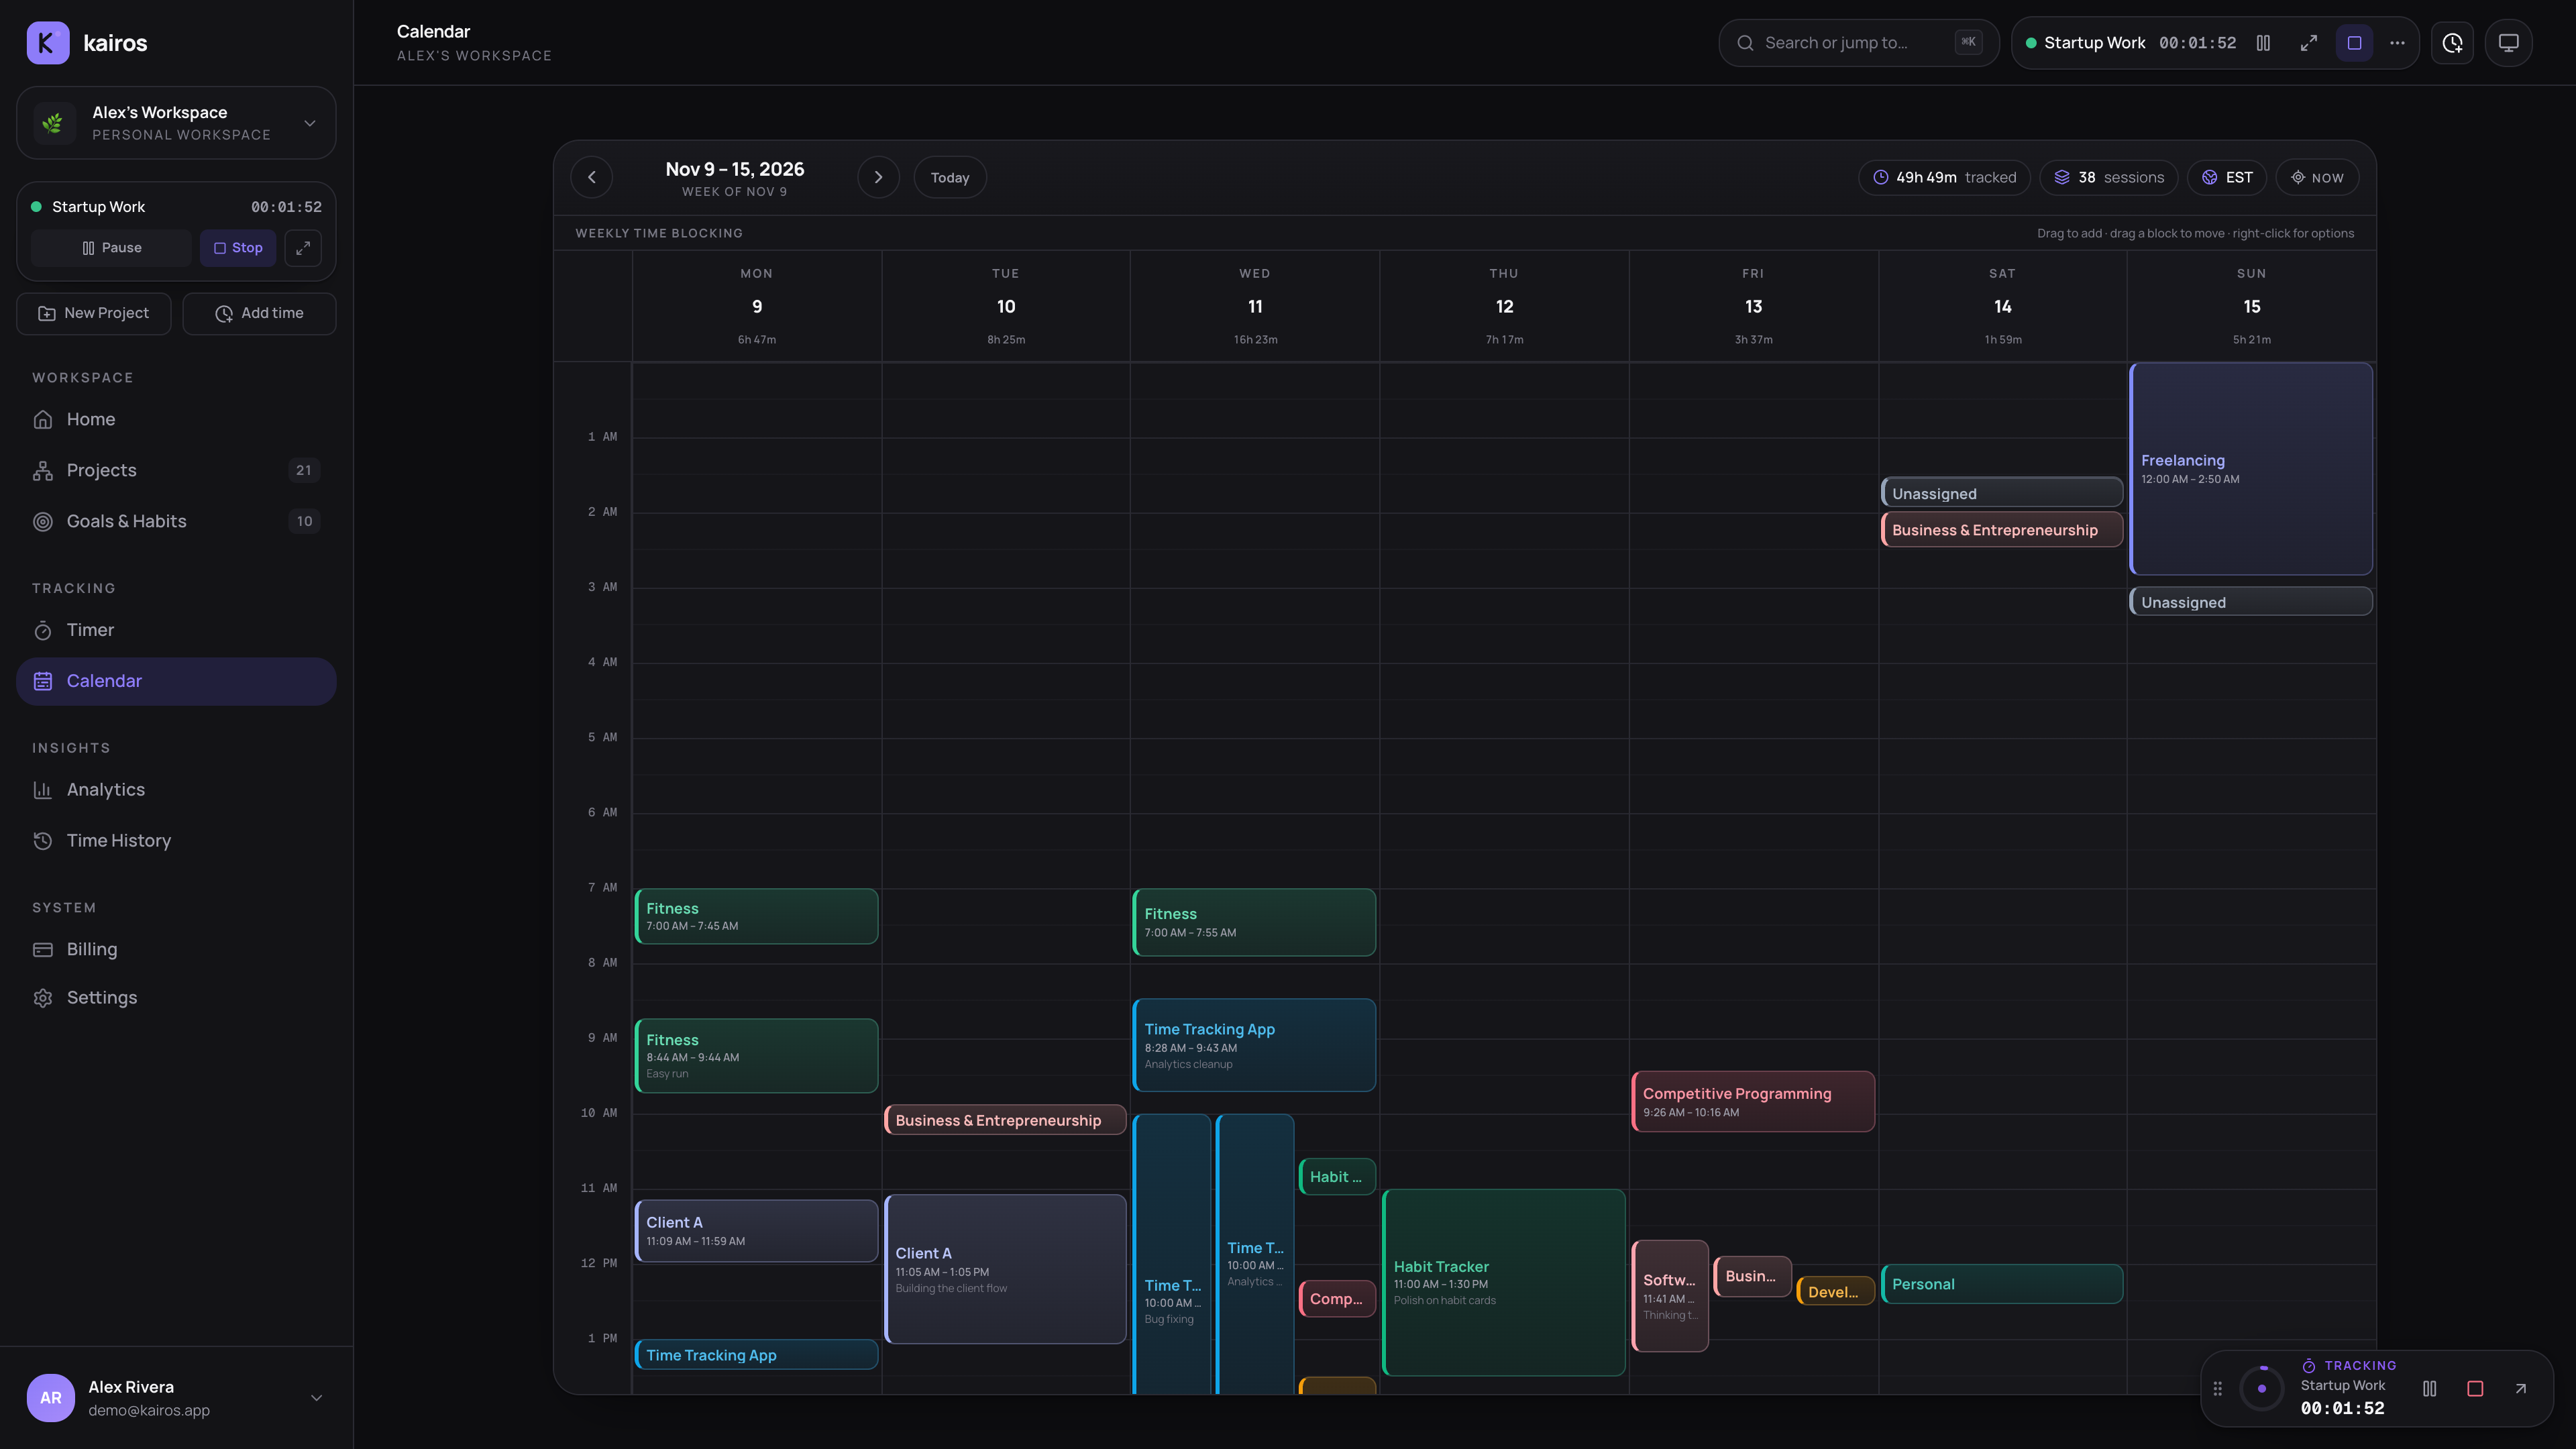 kairos
Alex's Workspace
PERSONAL WORKSPACE
Startup Work 00:01:52
Pause
Stop
New Project
Add time
WORKSPACE
Home
Projects 21
Goals & Habits 10
TRACKING
Timer
Calendar
INSIGHTS
Analytics
Time History
SYSTEM
Billing
Settings
AR
Alex Rivera
demo@kairos.app
Calendar
ALEX'S WORKSPACE
Search or jump to... ⌘K
Startup Work 00:01:52
Nov 9 – 15, 2026
WEEK OF NOV 9
Today
49h 49m tracked
38 sessions
EST
NOW
WEEKLY TIME BLOCKING
Drag to add · drag a block to move · right-click for options
MON
9
6h 47m
TUE
10
8h 25m
WED
11
16h 23m
THU
12
7h 17m
FRI
13
3h 37m
SAT
14
1h 59m
SUN
15
5h 21m
1 AM
2 AM
3 AM
4 AM
5 AM
6 AM
7 AM
8 AM
9 AM
10 AM
11 AM
12 PM
1 PM
Fitness
7:00 AM – 7:45 AM
Fitness
8:44 AM – 9:44 AM
Easy run
Client A
11:09 AM – 11:59 AM
Time Tracking App
Business & Entrepreneurship
Client A
11:05 AM – 1:05 PM
Building the client flow
Fitness
7:00 AM – 7:55 AM
Time Tracking App
8:28 AM – 9:43 AM
Analytics cleanup
Time T...
10:00 AM ...
Bug fixing
Time T...
10:00 AM ...
Analytics ...
Habit ...
Comp...
Habit Tracker
11:00 AM – 1:30 PM
Polish on habit cards
Competitive Programming
9:26 AM – 10:16 AM
Softw...
11:41 AM ...
Thinking t...
Busin...
Devel...
Unassigned
Business & Entrepreneurship
Personal
Freelancing
12:00 AM – 2:50 AM
Unassigned
TRACKING
Startup Work
00:01:52